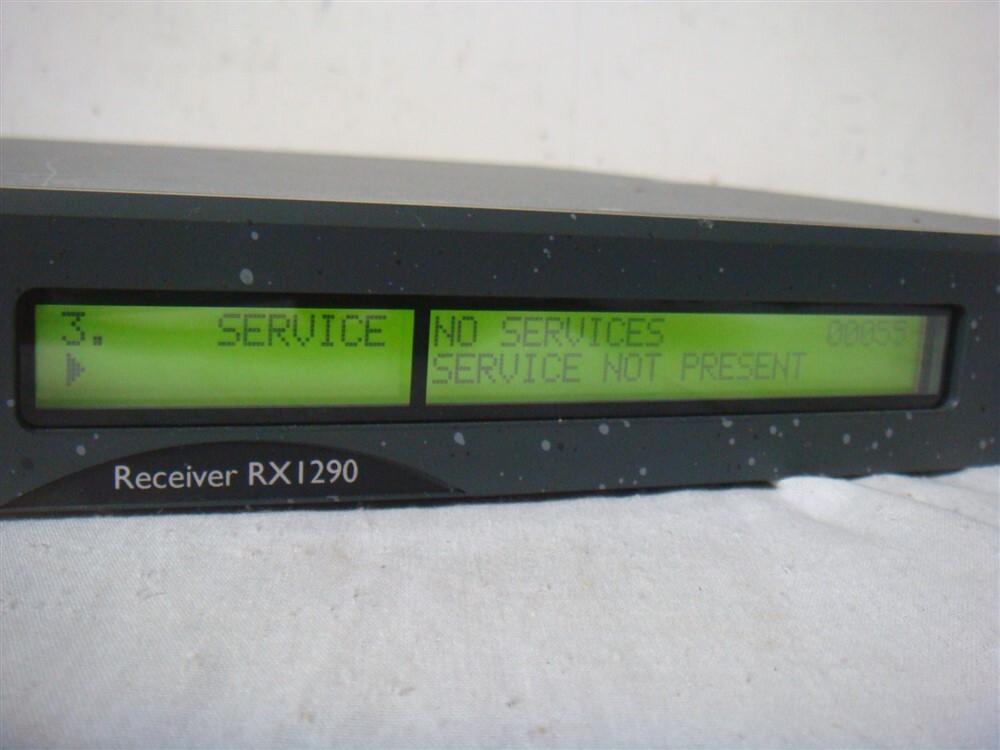 3. SERVICE
NO SERVICES 00055
SERVICE NOT PRESENT
Receiver RX1290